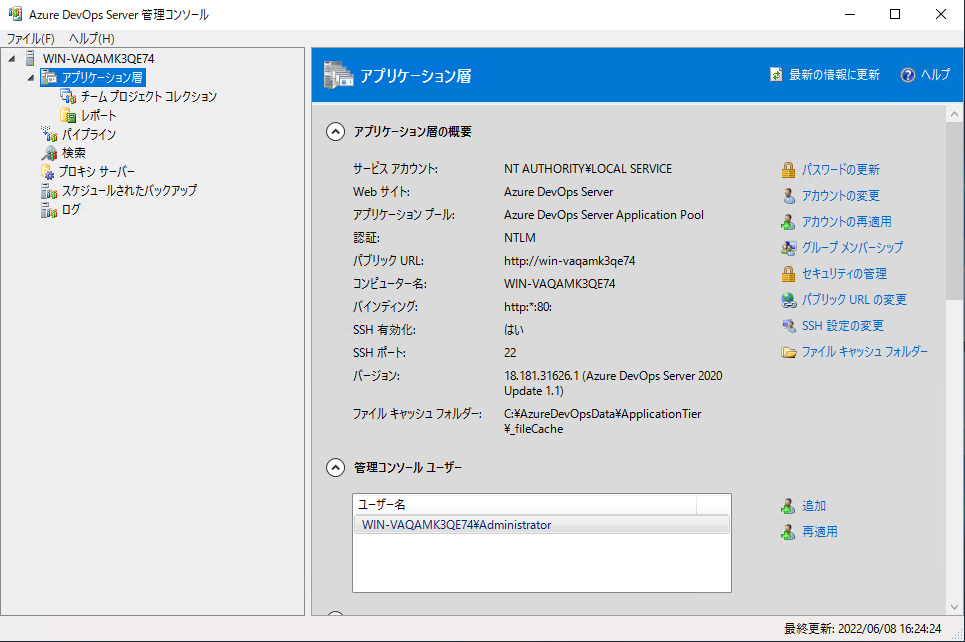 Azure DevOps Server 管理コンソール
ファイル(F) ヘルプ(H)
WIN-VAQAMK3QE74
アプリケーション層
チーム プロジェクト コレクション
レポート
パイプライン
検索
プロキシ サーバー
スケジュールされたバックアップ
ログ
アプリケーション層
最新の情報に更新
ヘルプ
アプリケーション層の概要
サービス アカウント: NT AUTHORITY¥LOCAL SERVICE
Web サイト: Azure DevOps Server
アプリケーション プール: Azure DevOps Server Application Pool
認証: NTLM
パブリック URL: http://win-vaqamk3qe74
コンピューター名: WIN-VAQAMK3QE74
バインディング: http:*:80:
SSH 有効化: はい
SSH ポート: 22
バージョン: 18.181.31626.1 (Azure DevOps Server 2020
Update 1.1)
ファイル キャッシュ フォルダー: C:¥AzureDevOpsData¥ApplicationTier
¥_fileCache
パスワードの更新
アカウントの変更
アカウントの再適用
グループ メンバーシップ
セキュリティの管理
パブリック URL の変更
SSH 設定の変更
ファイル キャッシュ フォルダー
管理コンソール ユーザー
ユーザー名
WIN-VAQAMK3QE74¥Administrator
追加
再適用
最終更新: 2022/06/08 16:24:24